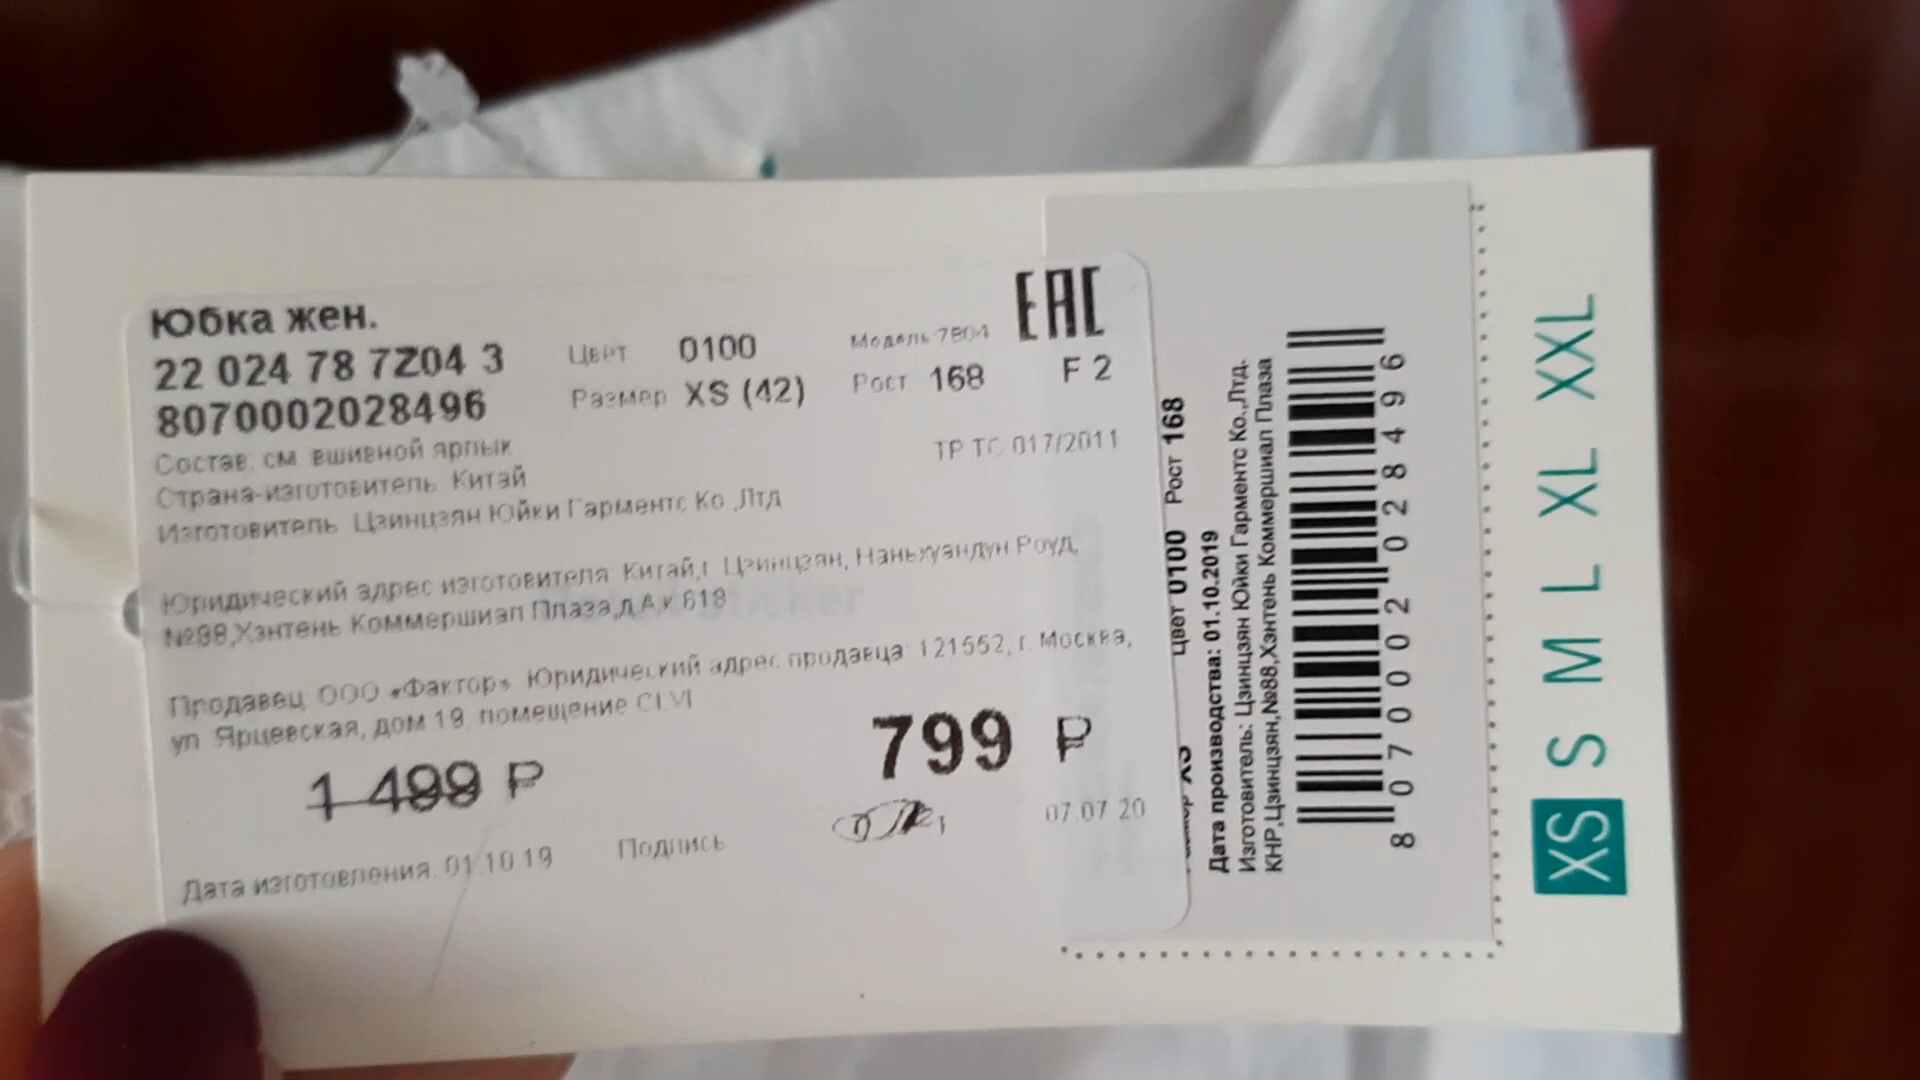 Юбка жен.
22 024 78 7Z04 3
8070002028496
Цвет 0100
Размер XS (42)
Модель 7804
Рост 168
EAC
F 2
ТР ТС 017/2011
Состав: см. вшивной ярлык
Страна-изготовитель: Китай
Изготовитель: Цзинцзян Юйки Гарментс Ко.,Лтд
Юридический адрес изготовителя: Китай,г. Цзинцзян, Наньхуандун Роуд,
№88,Хэнтень Коммершиал Плаза,д.А,к.619
Продавец: ООО «Фактор» Юридический адрес продавца: 121552, г. Москва,
ул. Ярцевская, дом 19, помещение CLVI
1 499 ₽
799 ₽
Дата изготовления: 01.10.19
Подпись
07.07.20
Цвет 0100 Рост 168
Дата производства: 01.10.2019
Изготовитель: Цзинцзян Юйки Гарментс Ко.,Лтд.
КНР,Цзинцзян,№88,Хэнтень Коммершиал Плаза
8070002028496
XS S M L XL XXL